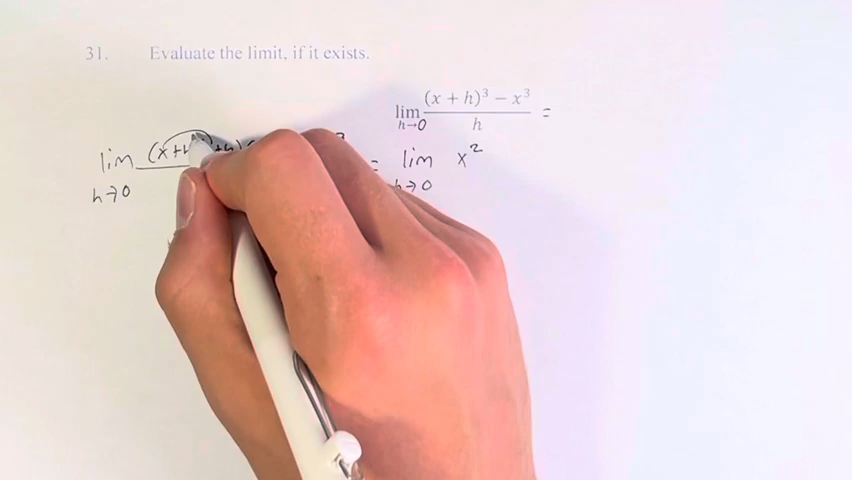 31. Evaluate the limit, if it exists.
lim h→0 (x + h)³ − x³ / h =
lim h→0 (x+h)
= lim h→0 x²